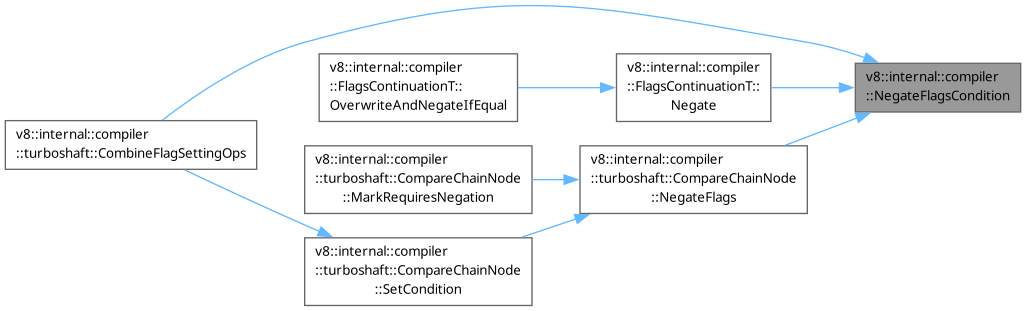 v8::internal::compiler
::NegateFlagsCondition
v8::internal::compiler
::FlagsContinuationT::
Negate
v8::internal::compiler
::FlagsContinuationT::
OverwriteAndNegateIfEqual
v8::internal::compiler
::turboshaft::CombineFlagSettingOps
v8::internal::compiler
::turboshaft::CompareChainNode
::NegateFlags
v8::internal::compiler
::turboshaft::CompareChainNode
::MarkRequiresNegation
v8::internal::compiler
::turboshaft::CompareChainNode
::SetCondition